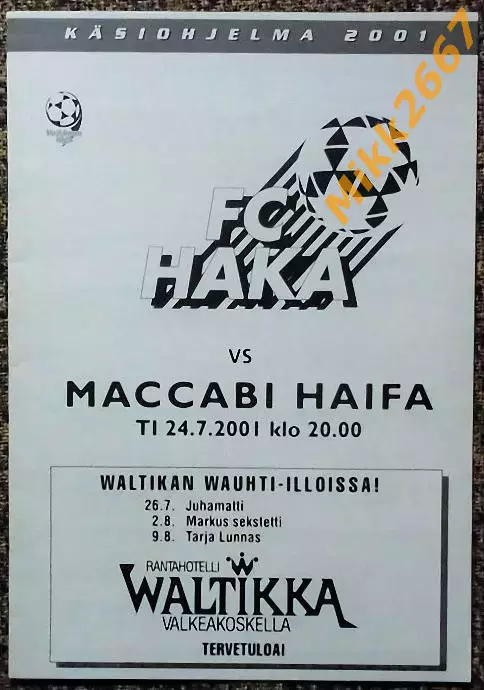 KÄSIOHJELMA 2001
Mikk2667
FC
HAKA
VS
MACCABI HAIFA
TI 24.7.2001 klo 20.00
WALTIKAN WAUHTI-ILLOISSA!
26.7. Juhamatti
2.8. Markus sekstetti
9.8. Tarja Lunnas
RANTAHOTELLI
WALTIKKA
VALKEAKOSKELLA
TERVETULOA!